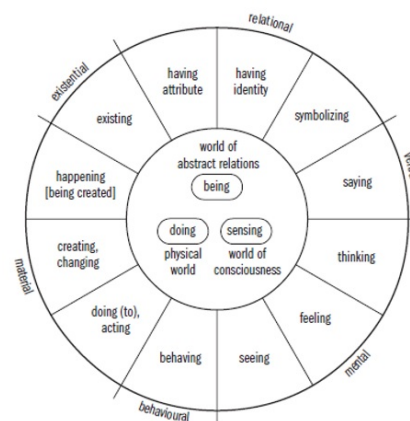 relational
existential
having
attribute
having
identity
existing
symbolizing
happening
[being created]
saying
world of
abstract relations
being
doing
sensing
physical
world
world of
consciousness
creating,
changing
thinking
material
doing (to),
acting
feeling
behaving
seeing
mental
behavioural